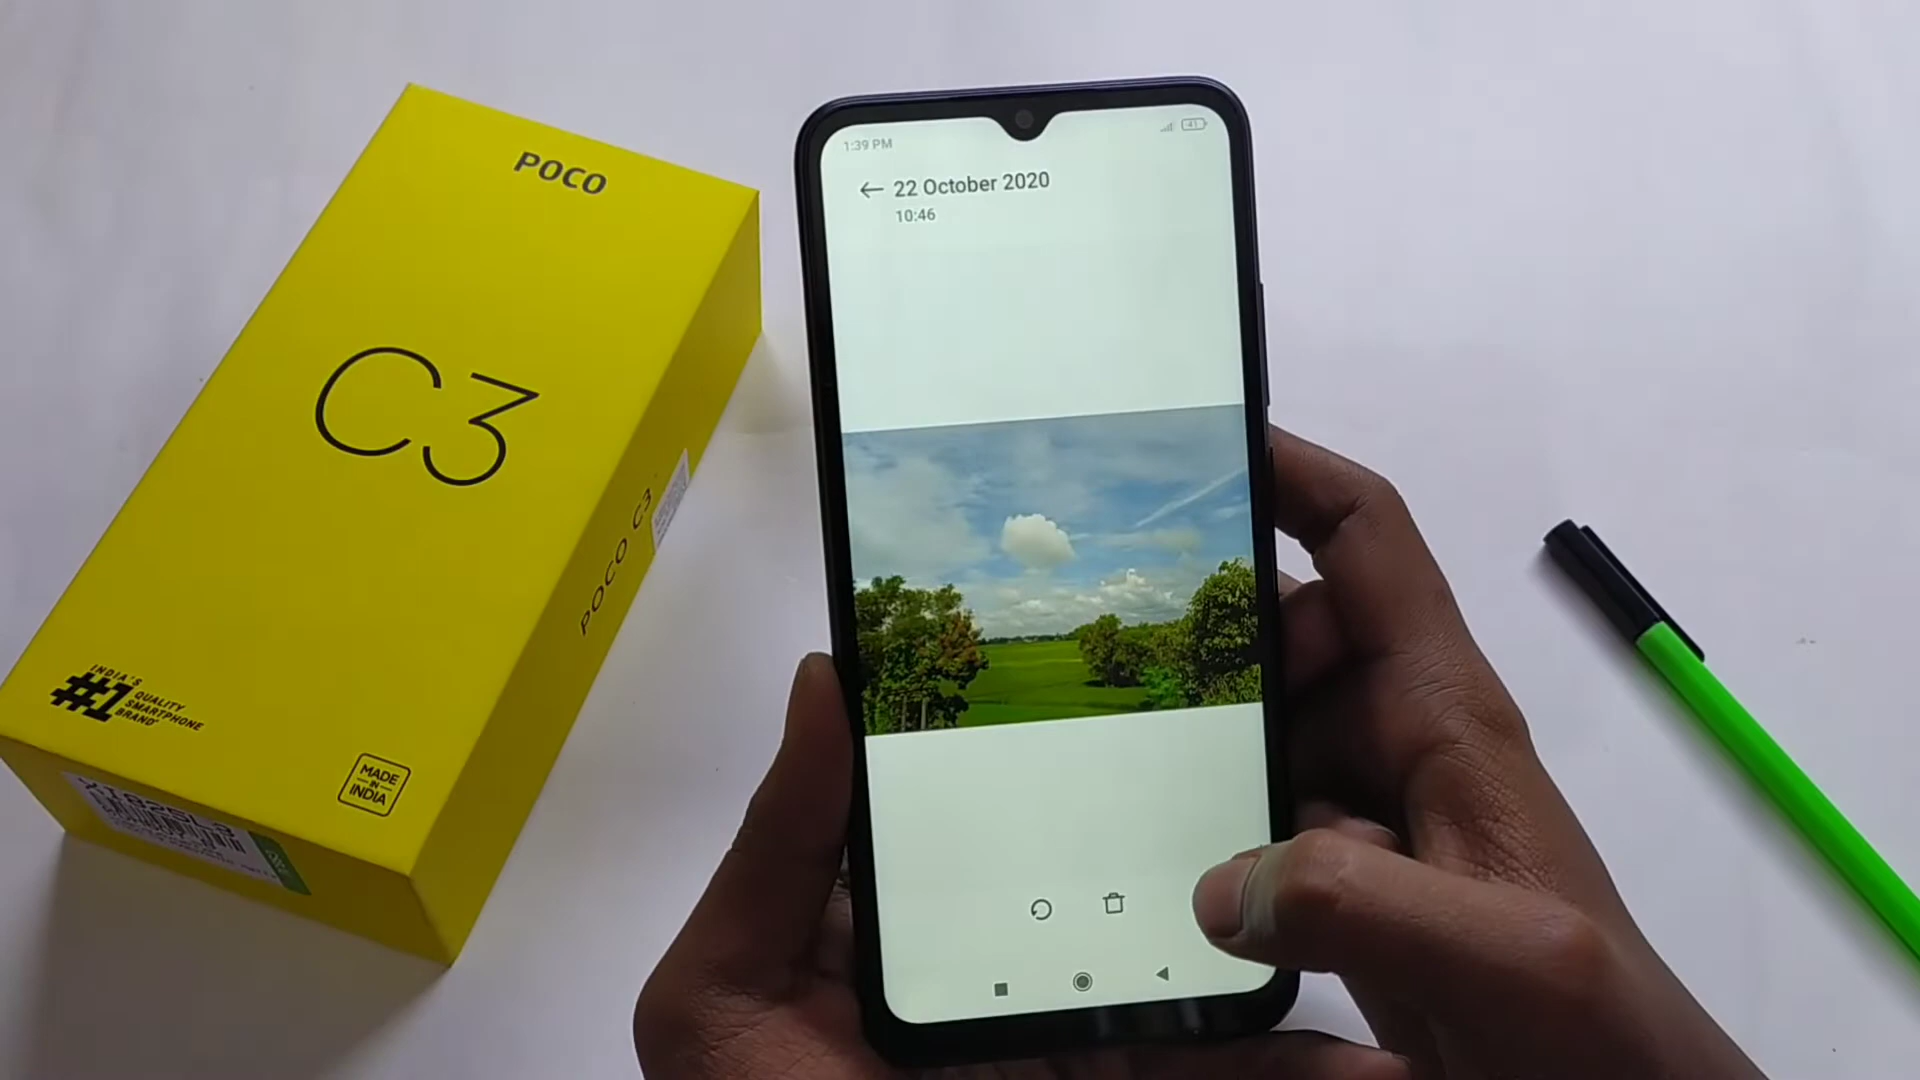 POCO
C3
POCO C3
INDIA'S
#1 QUALITY
SMARTPHONE
BRAND*
MADE
IN
INDIA
1:39 PM
41
22 October 2020
10:46